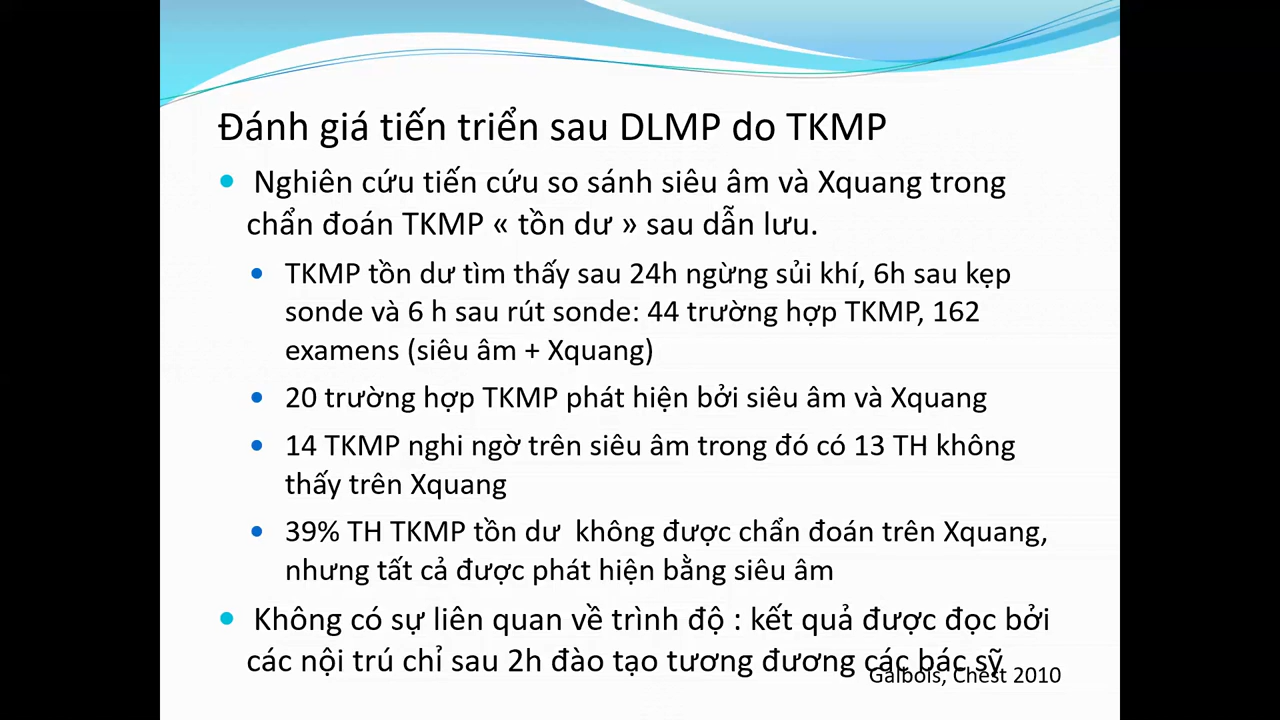 Đánh giá tiến triển sau DLMP do TKMP
• Nghiên cứu tiến cứu so sánh siêu âm và Xquang trong
chẩn đoán TKMP « tồn dư » sau dẫn lưu.
• TKMP tồn dư tìm thấy sau 24h ngừng sủi khí, 6h sau kẹp
sonde và 6 h sau rút sonde: 44 trường hợp TKMP, 162
examens (siêu âm + Xquang)
• 20 trường hợp TKMP phát hiện bởi siêu âm và Xquang
• 14 TKMP nghi ngờ trên siêu âm trong đó có 13 TH không
thấy trên Xquang
• 39% TH TKMP tồn dư không được chẩn đoán trên Xquang,
nhưng tất cả được phát hiện bằng siêu âm
• Không có sự liên quan về trình độ : kết quả được đọc bởi
các nội trú chỉ sau 2h đào tạo tương đương các bác sỹ
Galbois, Chest 2010